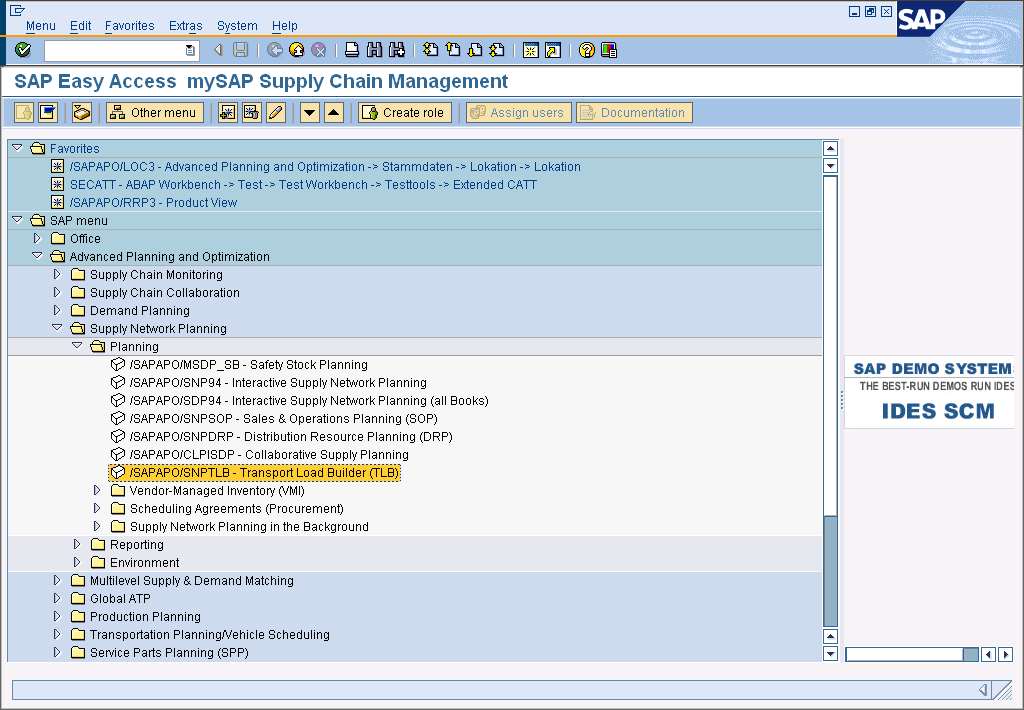 Menu Edit Favorites Extras System Help
SAP
SAP Easy Access mySAP Supply Chain Management
Other menu Create role Assign users Documentation
Favorites
/SAPAPO/LOC3 - Advanced Planning and Optimization -> Stammdaten -> Lokation -> Lokation
SECATT - ABAP Workbench -> Test -> Test Workbench -> Testtools -> Extended CATT
/SAPAPO/RRP3 - Product View
SAP menu
Office
Advanced Planning and Optimization
Supply Chain Monitoring
Supply Chain Collaboration
Demand Planning
Supply Network Planning
Planning
/SAPAPO/MSDP_SB - Safety Stock Planning
/SAPAPO/SNP94 - Interactive Supply Network Planning
/SAPAPO/SDP94 - Interactive Supply Network Planning (all Books)
/SAPAPO/SNPSOP - Sales & Operations Planning (SOP)
/SAPAPO/SNPDRP - Distribution Resource Planning (DRP)
/SAPAPO/CLPISDP - Collaborative Supply Planning
/SAPAPO/SNPTLB - Transport Load Builder (TLB)
Vendor-Managed Inventory (VMI)
Scheduling Agreements (Procurement)
Supply Network Planning in the Background
Reporting
Environment
Multilevel Supply & Demand Matching
Global ATP
Production Planning
Transportation Planning/Vehicle Scheduling
Service Parts Planning (SPP)
SAP DEMO SYSTEM
THE BEST-RUN DEMOS RUN IDES
IDES SCM